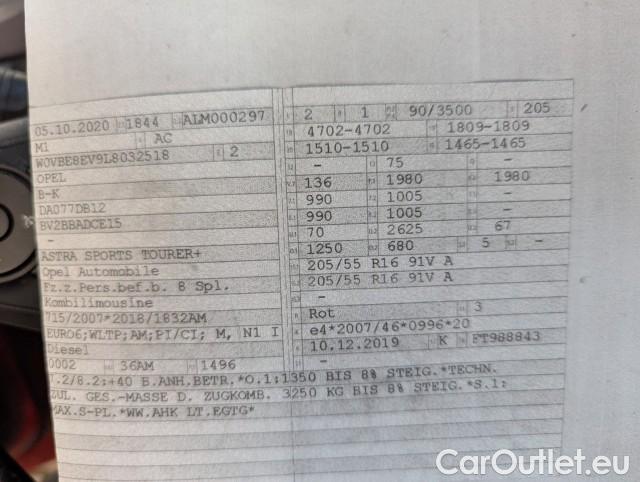 05.10.2020 1844 ALM000297 2 1 90/3500 205
M1 AC 4702-4702 1809-1809
W0VBE8EV9L8032518 2 1510-1510 1465-1465
OPEL - 75 -
B-K 136 1980 1980
DA077DB12 990 1005 -
BV2BBADCE15 990 1005 -
- 70 2625 67
ASTRA SPORTS TOURER+ 1250 680 5 -
Opel Automobile 205/55 R16 91V A
Fz.z.Pers.bef.b. 8 Spl. 205/55 R16 91V A
Kombilimousine -
715/2007*2018/1832AM Rot 3
EURO6;WLTP;AM;PI/CI; M, N1 I e4*2007/46*0996*20
Diesel 10.12.2019 K FT988843
0002 36AM 1496 -
7.2/8.2:+40 B.ANH.BETR.*O.1:1350 BIS 8% STEIG.*TECHN.
ZUL. GES.-MASSE D. ZUGKOMB. 3250 KG BIS 8% STEIG.*S.1:
MAX.S-PL.*WW.AHK LT.EGTG*
CarOutlet.eu